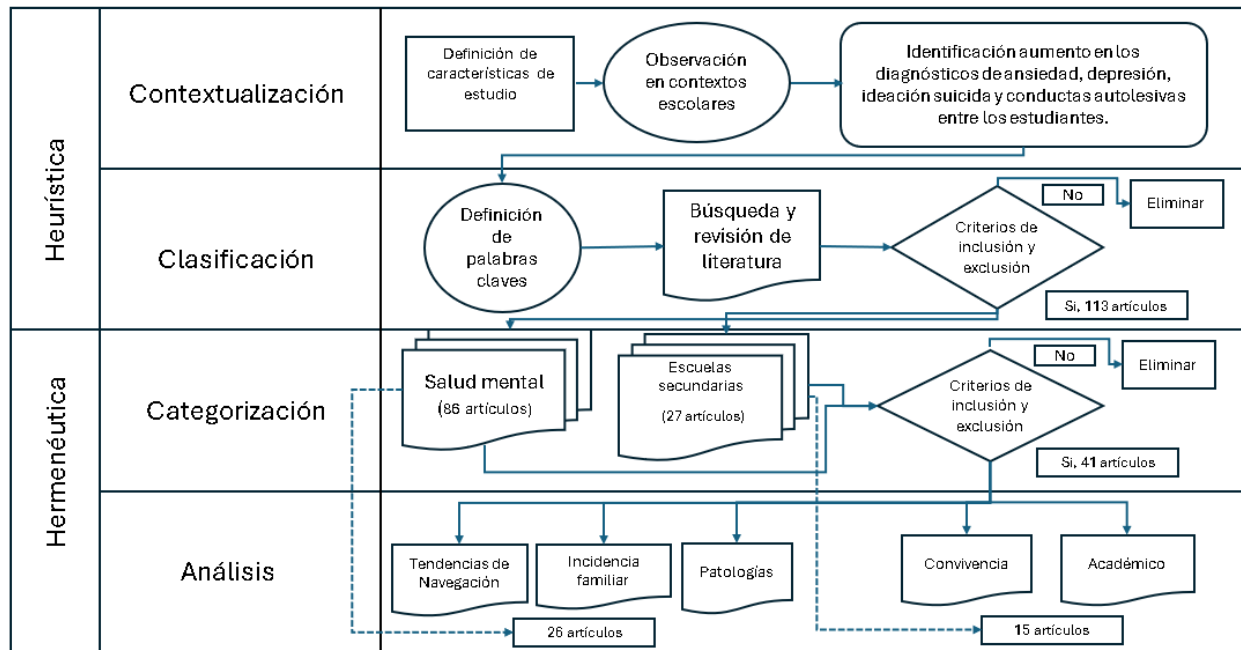 Heurística
Contextualización
Definición de
características de
estudio
Observación
en contextos
escolares
Identificación aumento en los
diagnósticos de ansiedad, depresión,
ideación suicida y conductas autolesivas
entre los estudiantes.
Clasificación
Definición
de
palabras
claves
Búsqueda y
revisión de
literatura
Criterios de
inclusión y
exclusión
No
Eliminar
Si, 113 artículos
Hermenéutica
Categorización
Salud mental
(86 artículos)
Escuelas
secundarias
(27 artículos)
Criterios de
inclusión y
exclusión
No
Eliminar
Si, 41 artículos
Análisis
Tendencias de
Navegación
Incidencia
familiar
Patologías
Convivencia
Académico
26 artículos
15 artículos